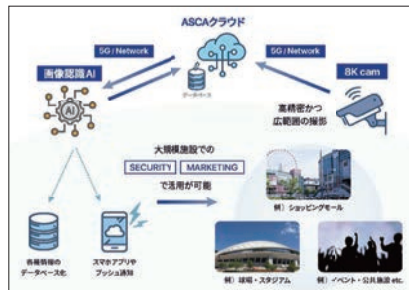 ASCAクラウド
5G / Network
5G / Network
画像認識AI
8K cam
AI
データベース
高精密かつ
広範囲の撮影
大規模施設での
SECURITY
MARKETING
で活用が可能
例）ショッピングモール
各種情報の
データベース化
スマホアプリや
プッシュ通知
例）球場・スタジアム
例）イベント・公共施設 etc.